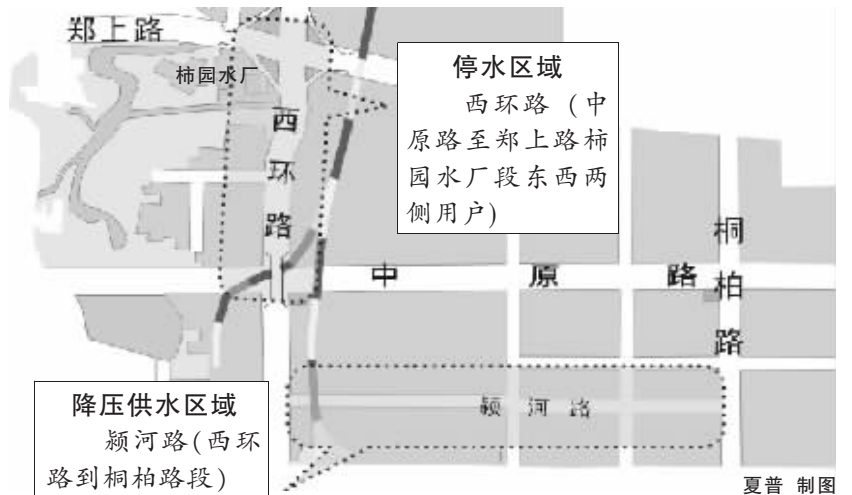 郑上路
柿园水厂
停水区域
西环路（中
原路至郑上路柿
园水厂段东西两
侧用户)
西环路
中原路
桐柏路
颍河路
降压供水区域
颍河路(西环
路到桐柏路段)
夏普 制图